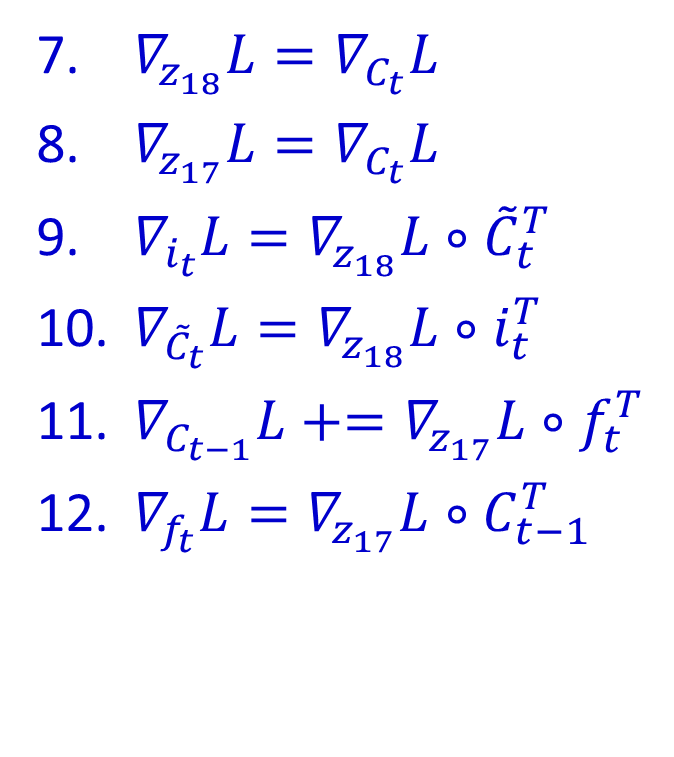 7. ∇_{z_{18}} L = ∇_{C_t} L
8. ∇_{z_{17}} L = ∇_{C_t} L
9. ∇_{i_t} L = ∇_{z_{18}} L ∘ C̃_t^T
10. ∇_{C̃_t} L = ∇_{z_{18}} L ∘ i_t^T
11. ∇_{C_{t-1}} L += ∇_{z_{17}} L ∘ f_t^T
12. ∇_{f_t} L = ∇_{z_{17}} L ∘ C_{t-1}^T